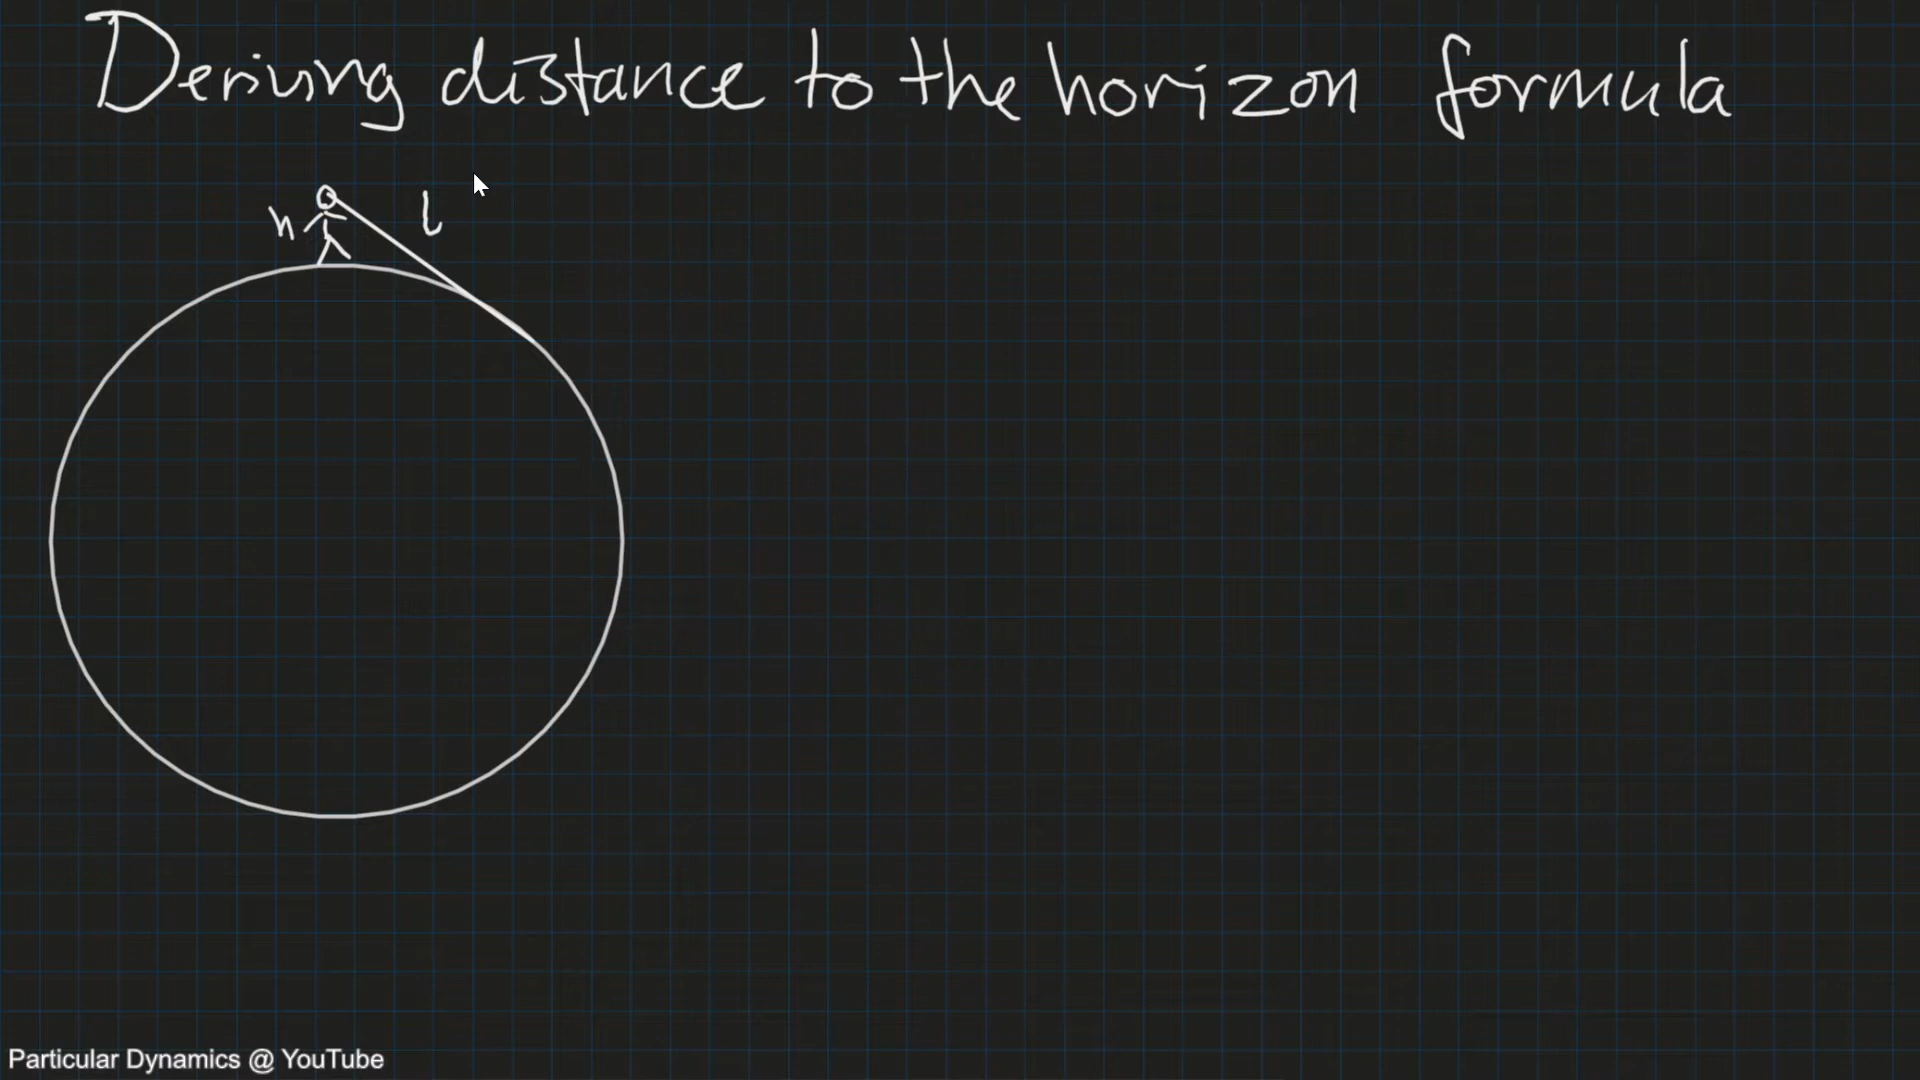 Deriving distance to the horizon formula
h l
Particular Dynamics @ YouTube